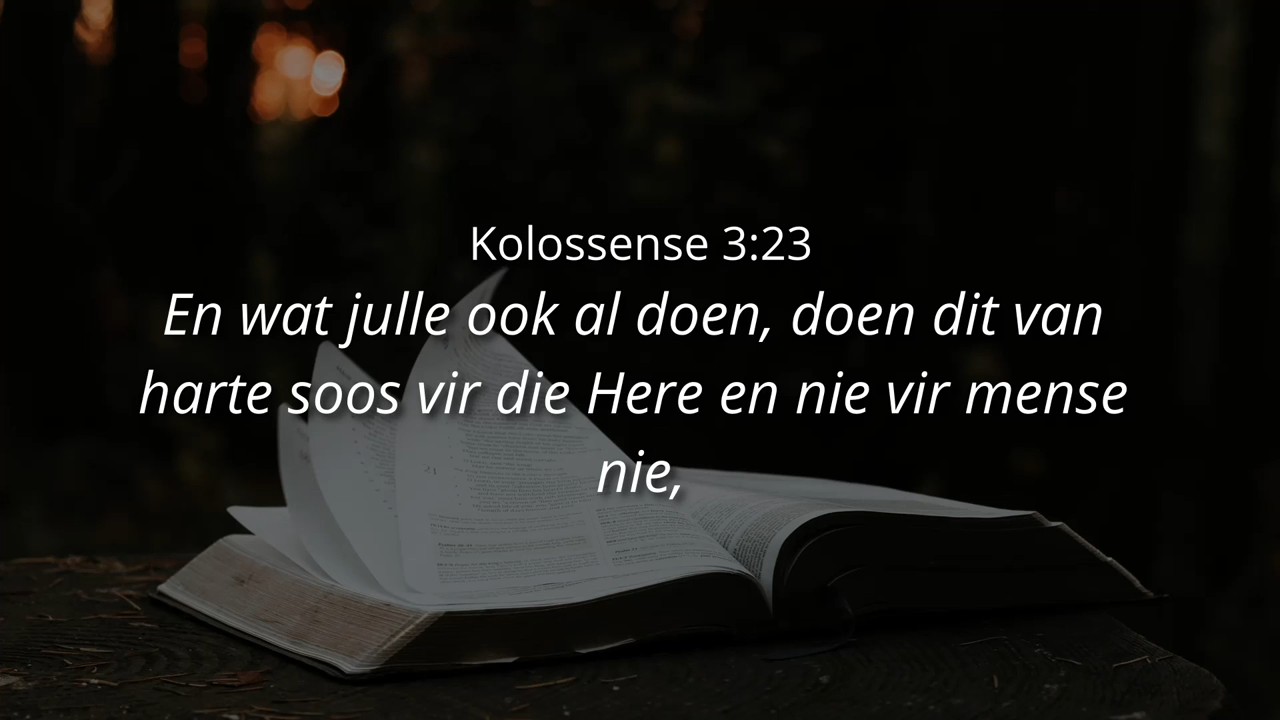 Kolossense 3:23
En wat julle ook al doen, doen dit van
harte soos vir die Here en nie vir mense
nie,